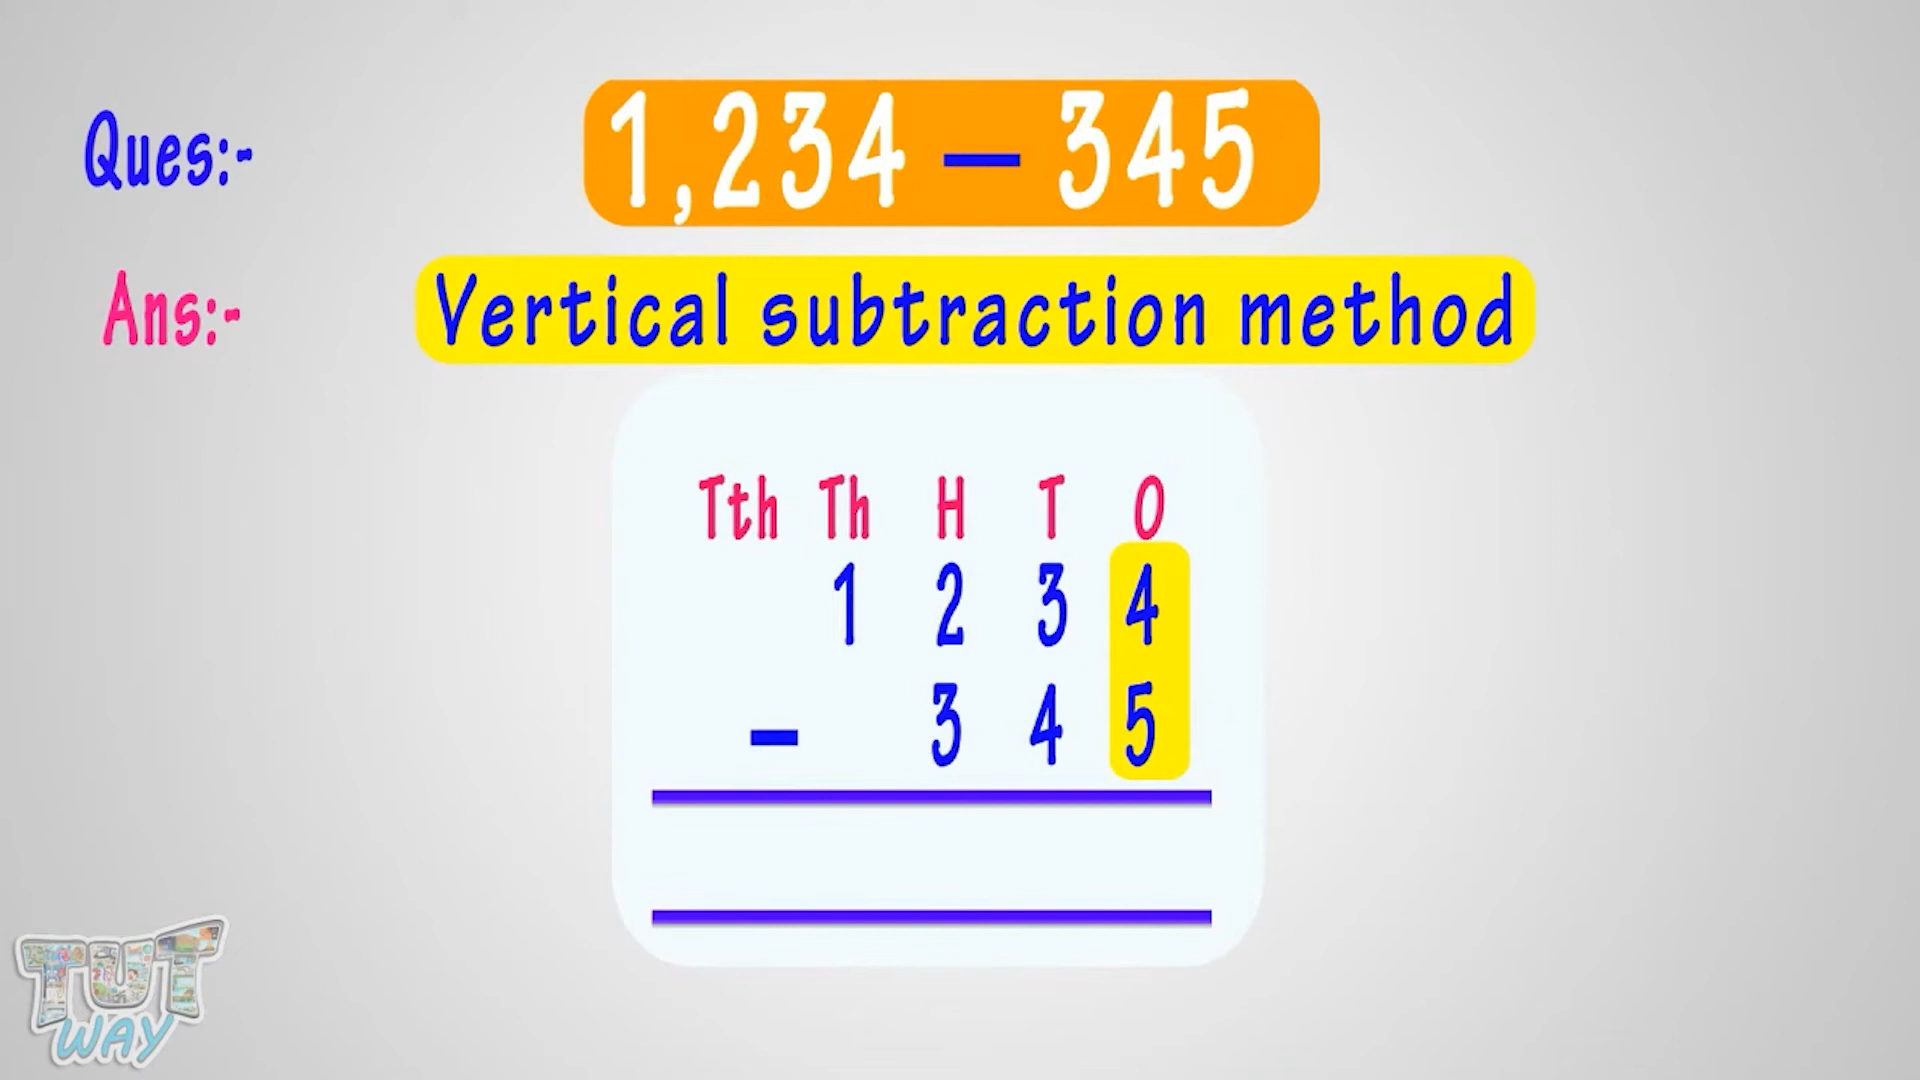 Ques:- 1,234 – 345
Ans:- Vertical subtraction method
Tth Th H T O
1 2 3 4
– 3 4 5
TUT
WAY